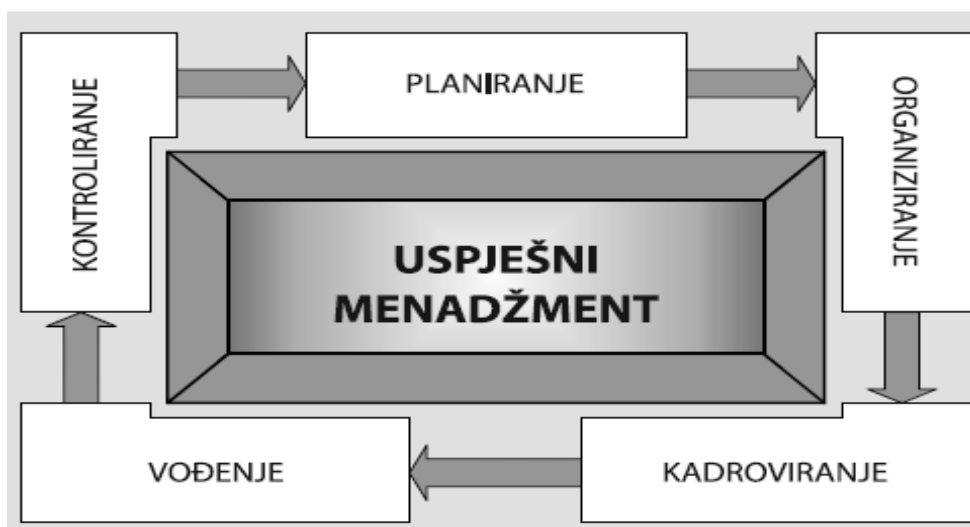 KONTROLIRANJE
PLANIRANJE
ORGANIZIRANJE
USPJEŠNI
MENADŽMENT
VOĐENJE
KADROVIRANJE